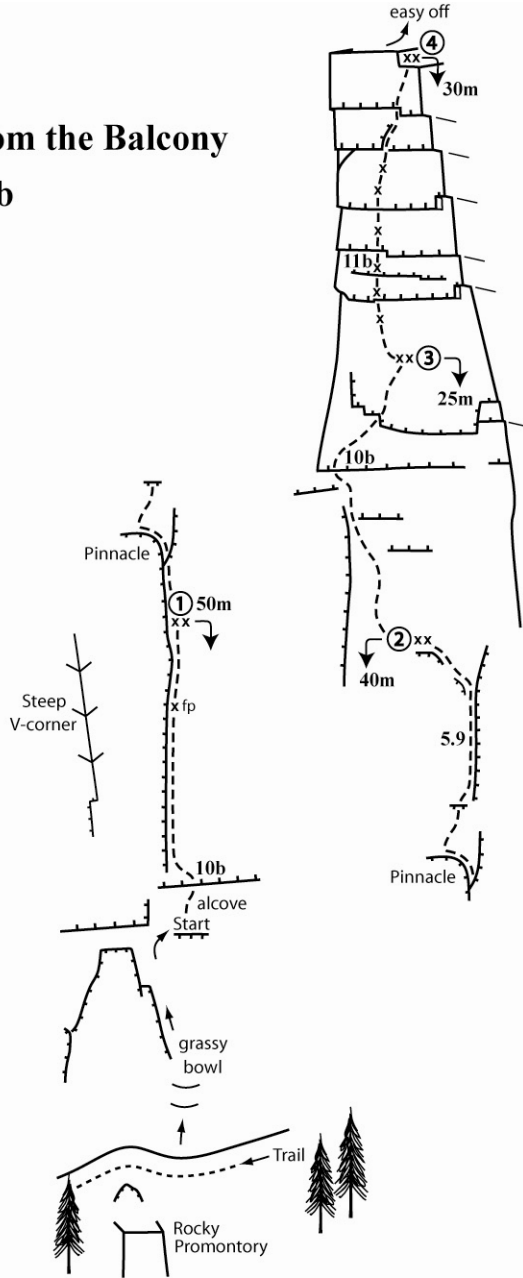 easy off
4
xx
30m
om the Balcony
b
x
x
x
11b x
x
x
xx 3
25m
10b
Pinnacle
1 50m
xx
2 xx
40m
x fp
Steep
V-corner
5.9
10b
Pinnacle
alcove
Start
grassy
bowl
Trail
Rocky
Promontory